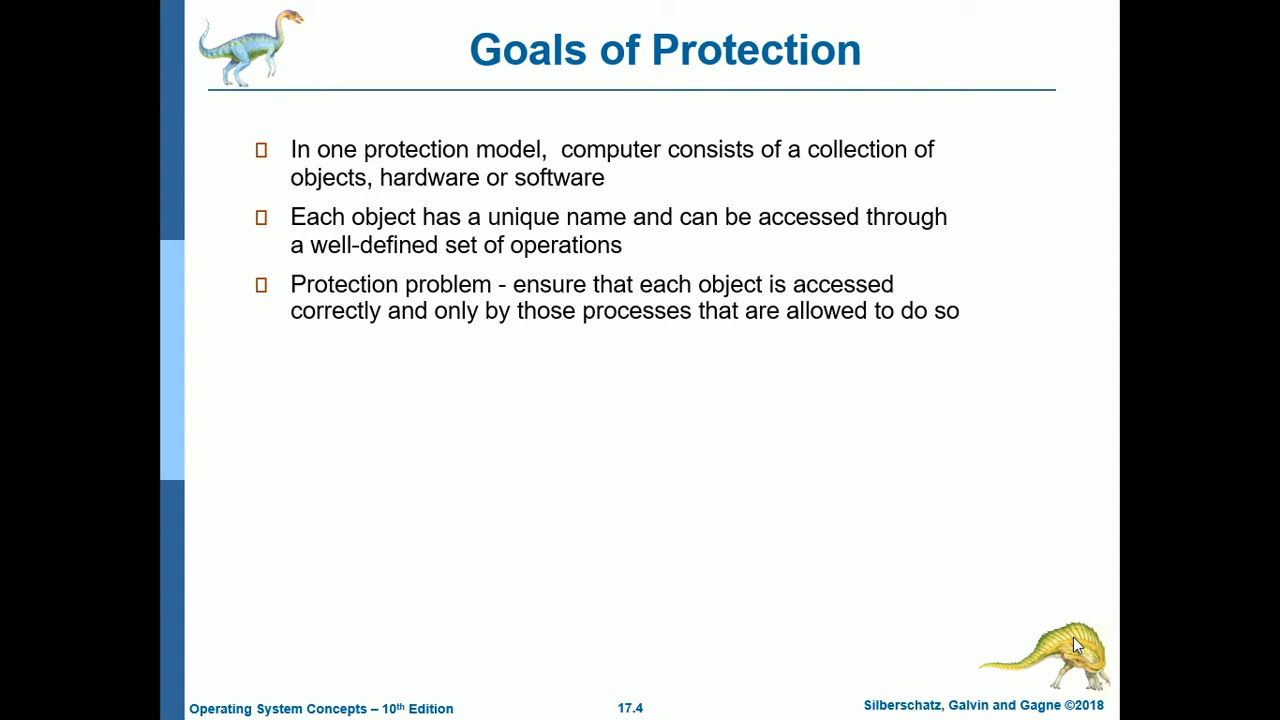 Goals of Protection
In one protection model, computer consists of a collection of
objects, hardware or software
Each object has a unique name and can be accessed through
a well-defined set of operations
Protection problem - ensure that each object is accessed
correctly and only by those processes that are allowed to do so
Operating System Concepts – 10th Edition
17.4
Silberschatz, Galvin and Gagne ©2018